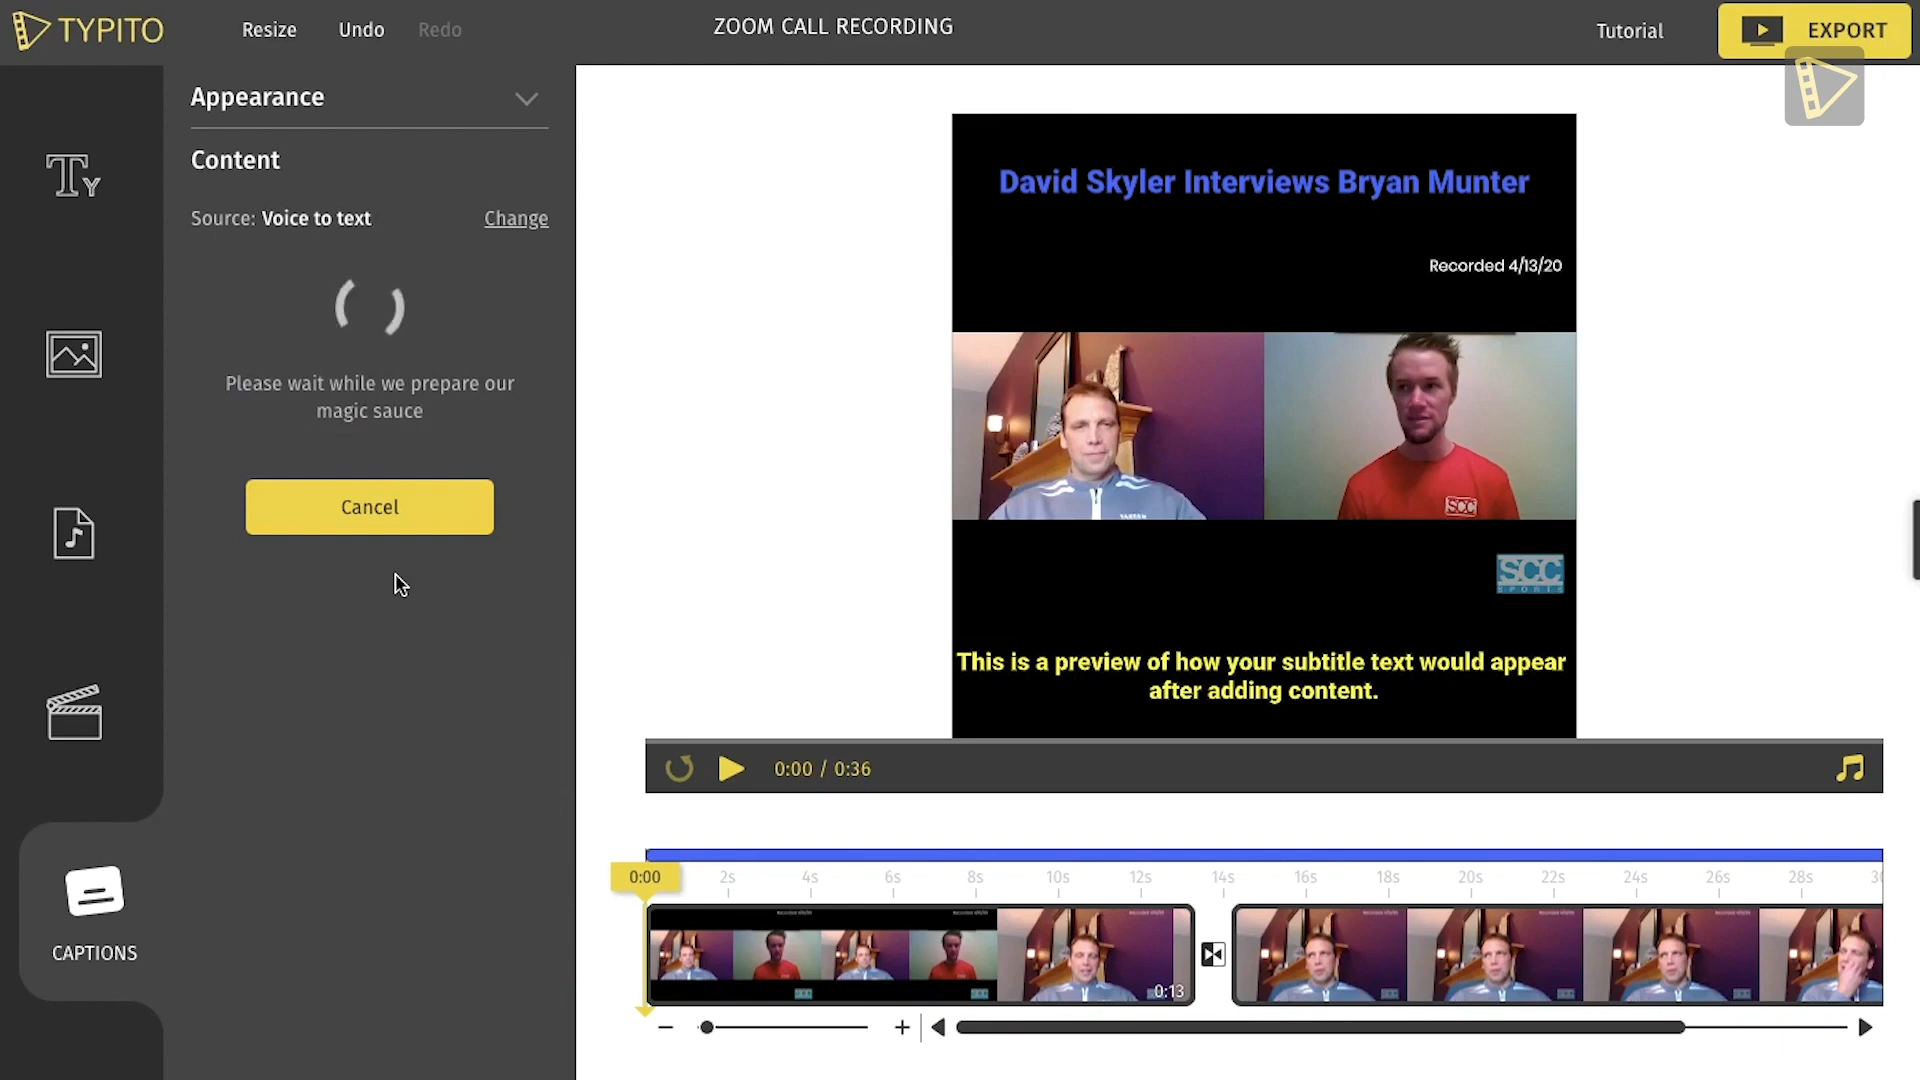 TYPITO
Resize Undo Redo
ZOOM CALL RECORDING
Tutorial
EXPORT
Appearance
Content
Source: Voice to text Change
Please wait while we prepare our
magic sauce
Cancel
CAPTIONS
Ty
David Skyler Interviews Bryan Munter
Recorded 4/13/20
SCC
SCC
SPORTS
This is a preview of how your subtitle text would appear
after adding content.
0:00 / 0:36
0:00 2s 4s 6s 8s 10s 12s 14s 16s 18s 20s 22s 24s 26s 28s
0:13